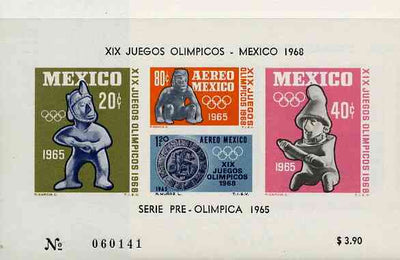 XIX JUEGOS OLIMPICOS - MEXICO 1968
MEXICO
20¢
1965
XIX JUEGOS OLIMPICOS 1968
80¢ AEREO
MEXICO
1965
XIX JUEGOS
OLIMPICOS 1968
1.20 AEREO MEXICO
XIX
JUEGOS
OLIMPICOS
1968
1965
MEXICO
40¢
1965
XIX JUEGOS OLIMPICOS 1968
SERIE PRE-OLIMPICA 1965
No 060141
$ 3.90